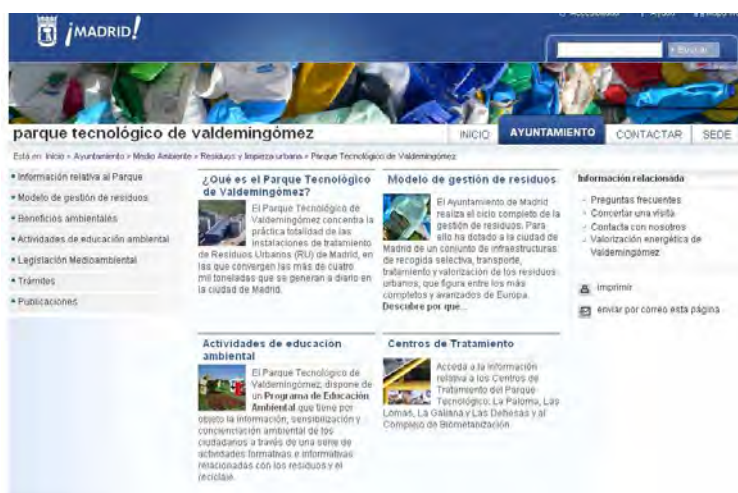 ¡MADRID!
Buscar
parque tecnológico de valdemingómez
INICIO
AYUNTAMIENTO
CONTACTAR
SEDE
Está en: Inicio > Ayuntamiento > Medio Ambiente > Residuos y limpieza urbana > Parque Tecnológico de Valdemingómez
Información relativa al Parque
Modelo de gestión de residuos
Beneficios ambientales
Actividades de educación ambiental
Legislación Medioambiental
Trámites
Publicaciones
¿Qué es el Parque Tecnológico
de Valdemingómez?
El Parque Tecnológico de
Valdemingómez concentra la
práctica totalidad de las
instalaciones de tratamiento
de Residuos Urbanos (RU) de Madrid, en
las que convergen las más de cuatro
mil toneladas que se generan a diario en
la ciudad de Madrid.
Modelo de gestión de residuos
El Ayuntamiento de Madrid
realiza el ciclo completo de la
gestión de residuos. Para
ello ha dotado a la ciudad de
Madrid de un conjunto de infraestructuras
de recogida selectiva, transporte,
tratamiento y valorización de los residuos
urbanos, que figura entre los más
completos y avanzados de Europa.
Descubre por qué...
Actividades de educación
ambiental
El Parque Tecnológico de
Valdemingómez, dispone de
un Programa de Educación
Ambiental que tiene por
objeto la información, sensibilización y
concienciación ambiental de los
ciudadanos a través de una serie de
actividades formativas e informativas
relacionadas con los residuos y el
reciclaje.
Centros de Tratamiento
Acceda a la información
relativa a los Centros de
Tratamiento del Parque
Tecnológico: La Paloma, Las
Lomas, La Galiana y Las Dehesas y al
Complejo de Biometanización.
Información relacionada
Preguntas frecuentes
Concertar una visita
Contacta con nosotros
Valorización energética de
Valdemingómez
imprimir
enviar por correo esta página